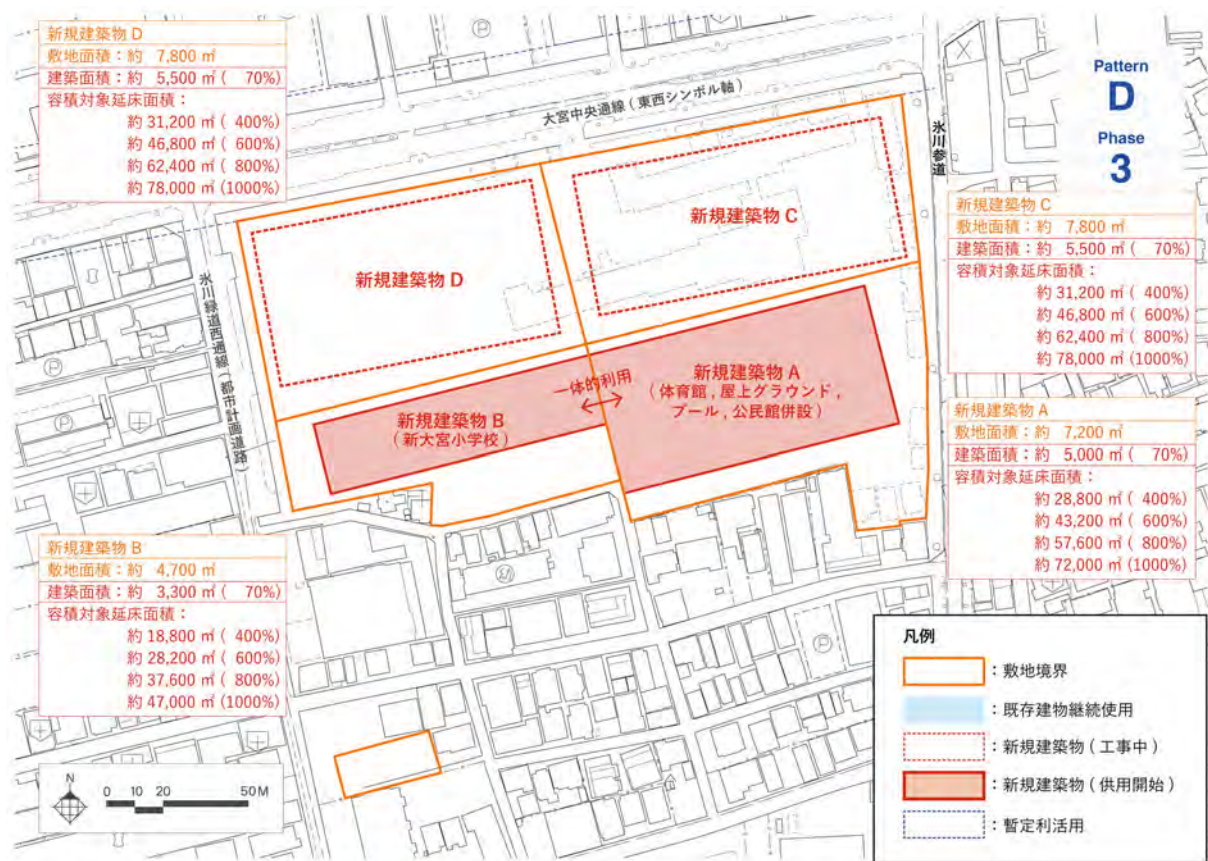 新規建築物 D
敷地面積：約 7,800 ㎡
建築面積：約 5,500 ㎡ ( 70%)
容積対象延床面積：
約 31,200 ㎡ ( 400%)
約 46,800 ㎡ ( 600%)
約 62,400 ㎡ ( 800%)
約 78,000 ㎡ (1000%)
大宮中央通線 ( 東西シンボル軸 )
氷川参道
Pattern
D
Phase
3
新規建築物 C
敷地面積：約 7,800 ㎡
建築面積：約 5,500 ㎡ ( 70%)
容積対象延床面積：
約 31,200 ㎡ ( 400%)
約 46,800 ㎡ ( 600%)
約 62,400 ㎡ ( 800%)
約 78,000 ㎡ (1000%)
新規建築物 C
新規建築物 D
氷川緑道西通線 ( 都市計画道路 )
一体的利用
新規建築物 A
( 体育館 , 屋上グラウンド ,
プール , 公民館併設 )
新規建築物 B
( 新大宮小学校 )
新規建築物 A
敷地面積：約 7,200 ㎡
建築面積：約 5,000 ㎡ ( 70%)
容積対象延床面積：
約 28,800 ㎡ ( 400%)
約 43,200 ㎡ ( 600%)
約 57,600 ㎡ ( 800%)
約 72,000 ㎡ (1000%)
新規建築物 B
敷地面積：約 4,700 ㎡
建築面積：約 3,300 ㎡ ( 70%)
容積対象延床面積：
約 18,800 ㎡ ( 400%)
約 28,200 ㎡ ( 600%)
約 37,600 ㎡ ( 800%)
約 47,000 ㎡ (1000%)
凡例
：敷地境界
：既存建物継続使用
：新規建築物 ( 工事中 )
：新規建築物 ( 供用開始 )
：暫定利活用
N
0 10 20 50M
P
P
P
P